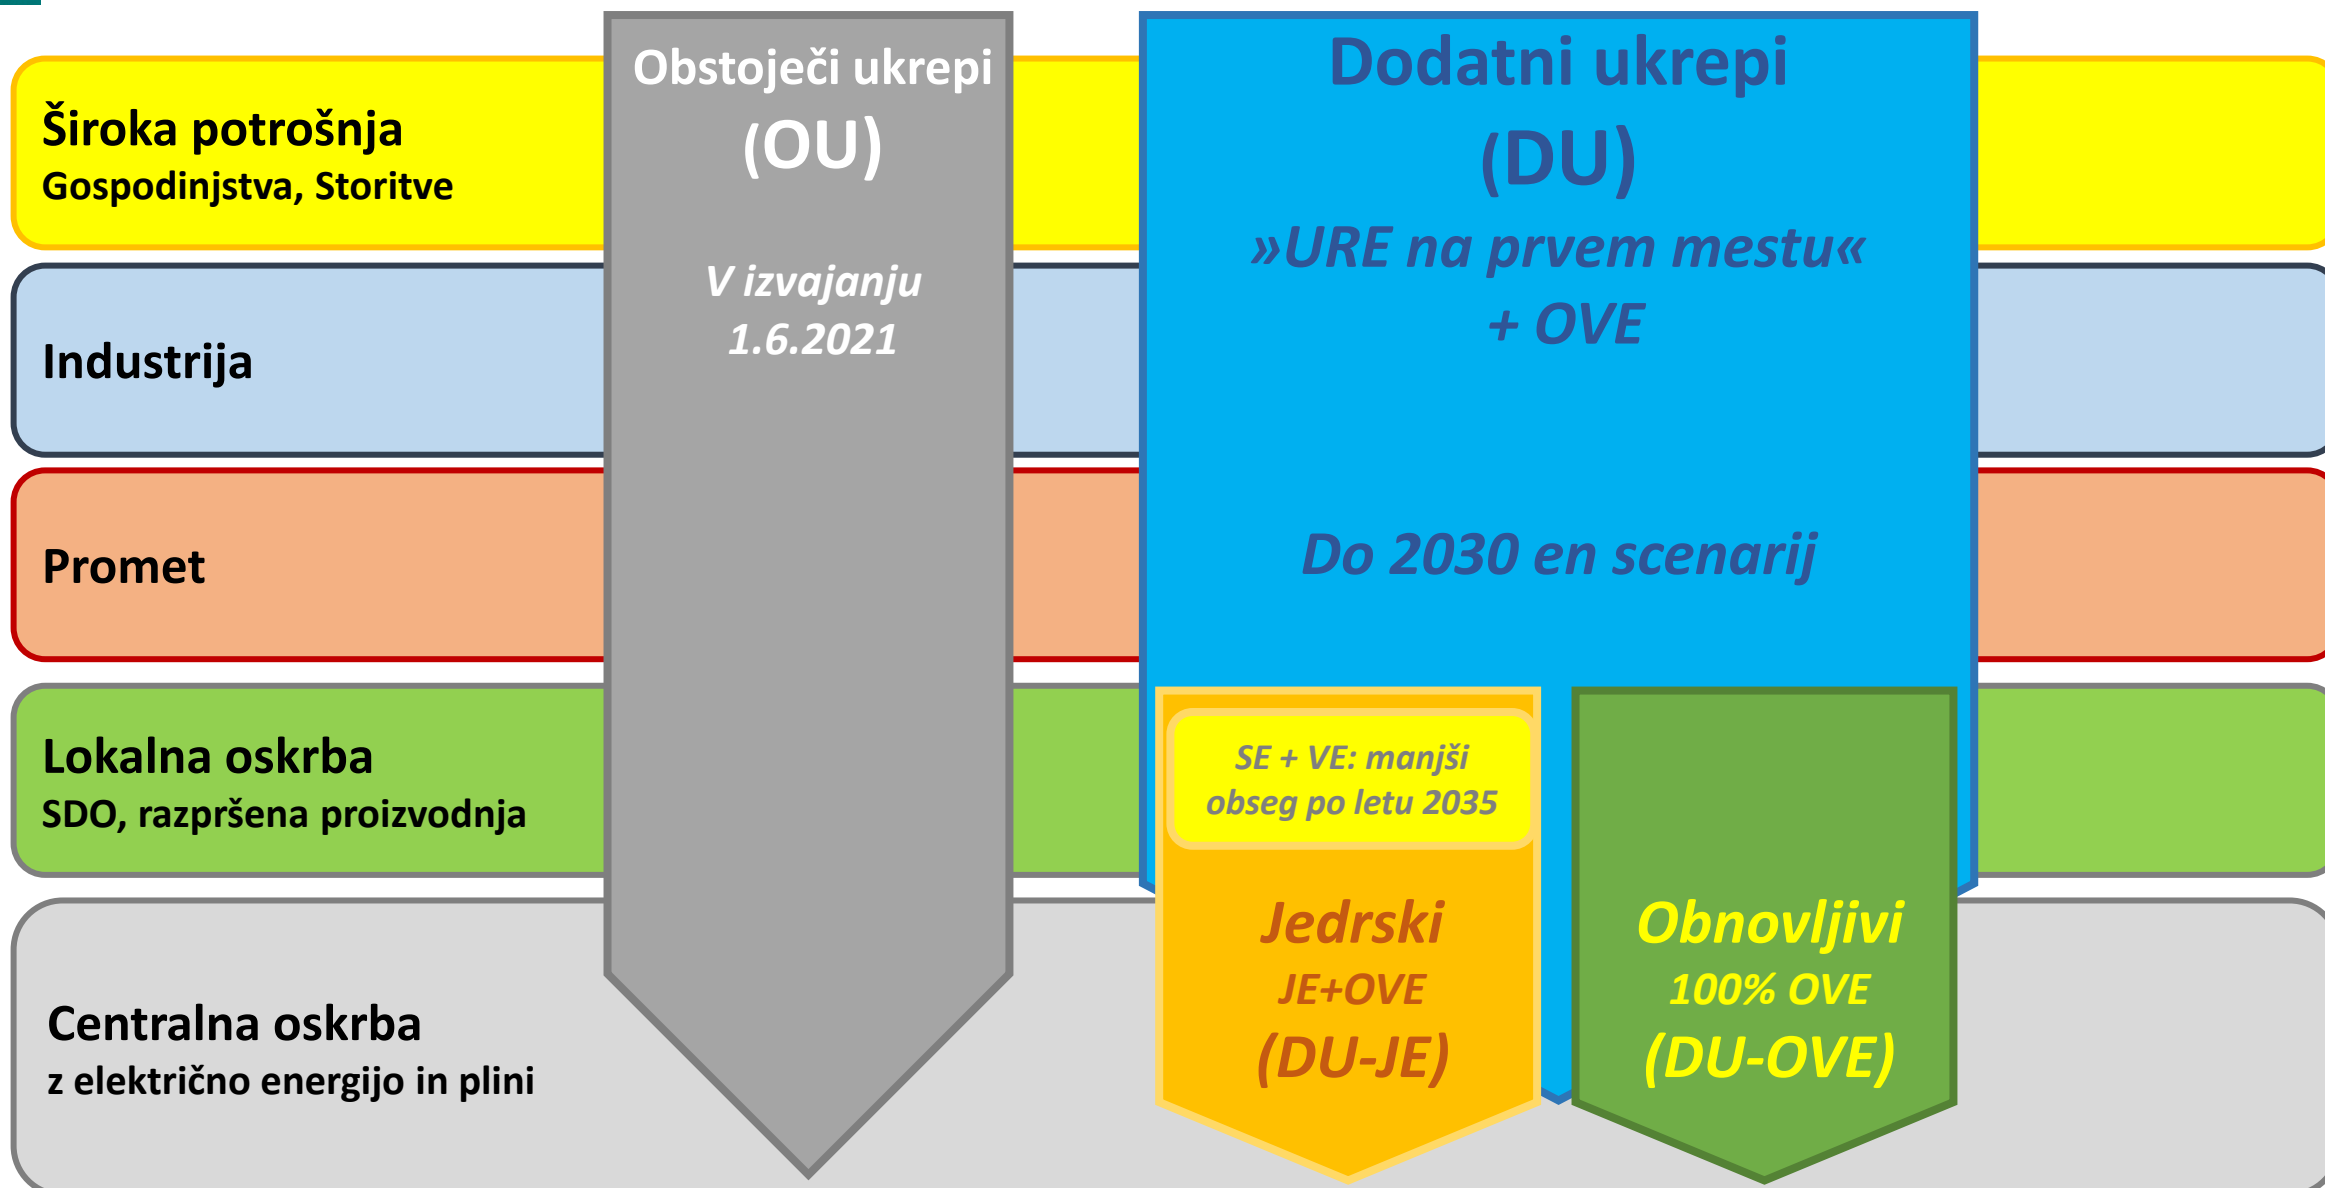 Široka potrošnja
Gospodinjstva, Storitve
Industrija
Promet
Lokalna oskrba
SDO, razpršena proizvodnja
Centralna oskrba
z električno energijo in plini
Obstoječi ukrepi
(OU)
V izvajanju
1.6.2021
Dodatni ukrepi
(DU)
»URE na prvem mestu«
+ OVE
Do 2030 en scenarij
SE + VE: manjši
obseg po letu 2035
Jedrski
JE+OVE
(DU-JE)
Obnovljivi
100% OVE
(DU-OVE)